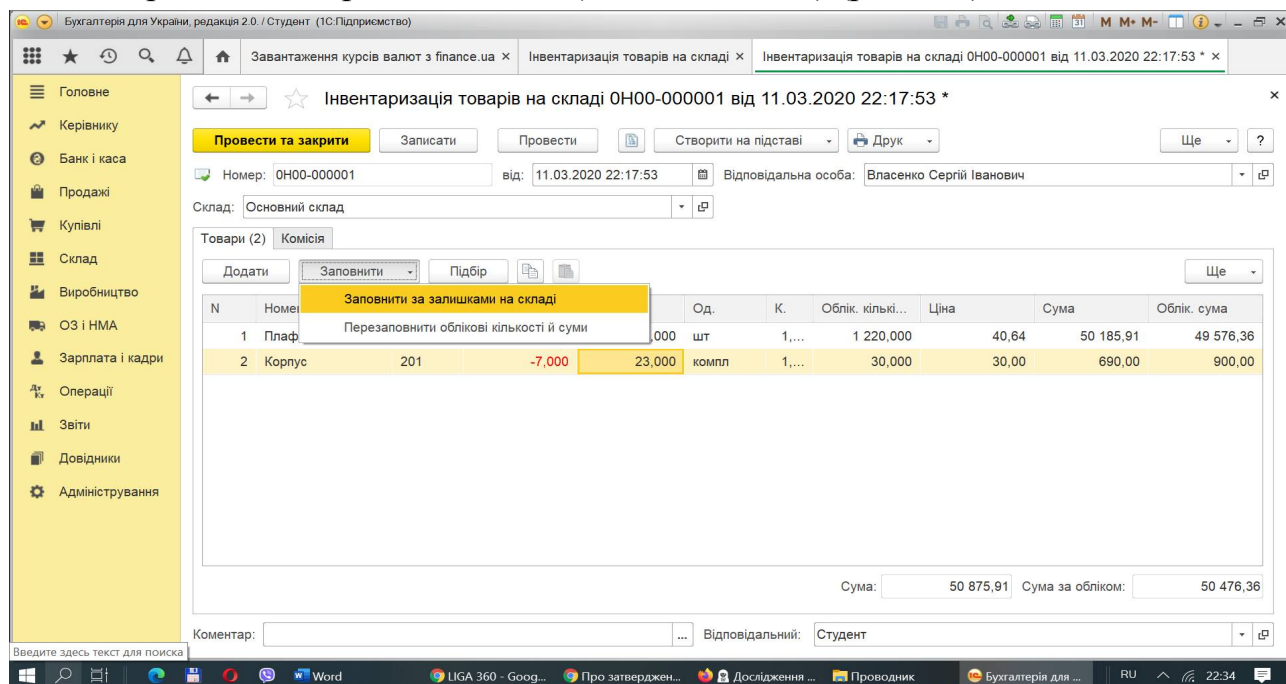 Бухгалтерія для України, редакція 2.0. / Студент (1С:Підприємство)
M M+ M-
Завантаження курсів валют з finance.ua × Інвентаризація товарів на складі × Інвентаризація товарів на складі 0Н00-000001 від 11.03.2020 22:17:53 * ×
Головне
Керівнику
Банк і каса
Продажі
Купівлі
Склад
Виробництво
ОЗ і НМА
Зарплата і кадри
Операції
Звіти
Довідники
Адміністрування
Інвентаризація товарів на складі 0Н00-000001 від 11.03.2020 22:17:53 *
Провести та закрити Записати Провести Створити на підставі Друк Ще ?
Номер: 0Н00-000001 від: 11.03.2020 22:17:53 Відповідальна особа: Власенко Сергій Іванович
Склад: Основний склад
Товари (2) Комісія
Додати Заповнити Підбір Ще
Заповнити за залишками на складі
Перезаповнити облікові кількості й суми
N Номе Од. К. Облік. кількі... Ціна Сума Облік. сума
1 Плаф ,000 шт 1,... 1 220,000 40,64 50 185,91 49 576,36
2 Корпус 201 -7,000 23,000 компл 1,... 30,000 30,00 690,00 900,00
Сума: 50 875,91 Сума за обліком: 50 476,36
Коментар: ... Відповідальний: Студент
Введите здесь текст для поиска
Word LIGA 360 - Goog... Про затверджен... Дослідження ... Проводник Бухгалтерія для ... RU 22:34